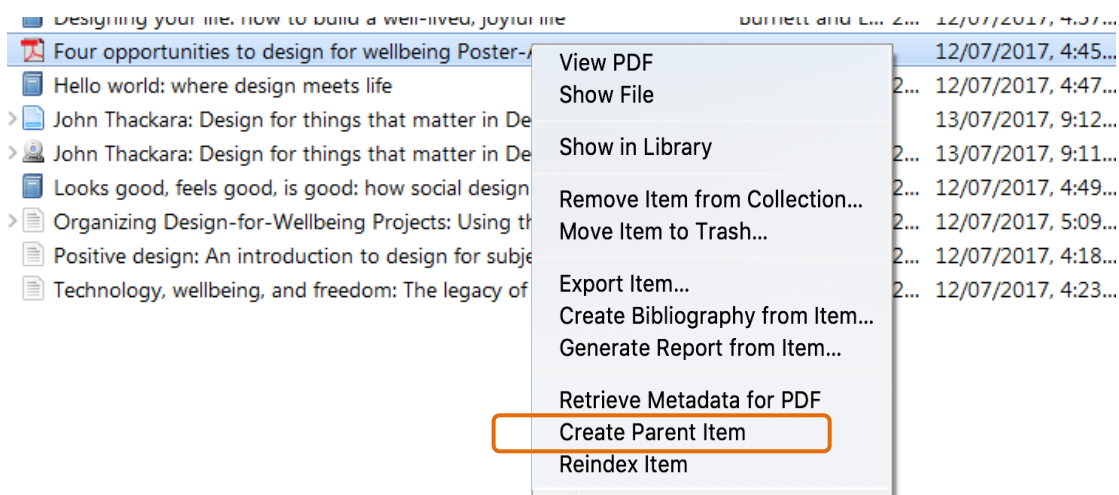 Designing your life: how to build a well-lived, joyful life Burnett and E... 2... 12/07/2017, 4:37...
Four opportunities to design for wellbeing Poster-A 12/07/2017, 4:45...
Hello world: where design meets life 2... 12/07/2017, 4:47...
John Thackara: Design for things that matter in De 13/07/2017, 9:12...
John Thackara: Design for things that matter in De 2... 13/07/2017, 9:11...
Looks good, feels good, is good: how social design 2... 12/07/2017, 4:49...
Organizing Design-for-Wellbeing Projects: Using th 2... 12/07/2017, 5:09...
Positive design: An introduction to design for subje 2... 12/07/2017, 4:18...
Technology, wellbeing, and freedom: The legacy of 2... 12/07/2017, 4:23...
View PDF
Show File
Show in Library
Remove Item from Collection...
Move Item to Trash...
Export Item...
Create Bibliography from Item...
Generate Report from Item...
Retrieve Metadata for PDF
Create Parent Item
Reindex Item